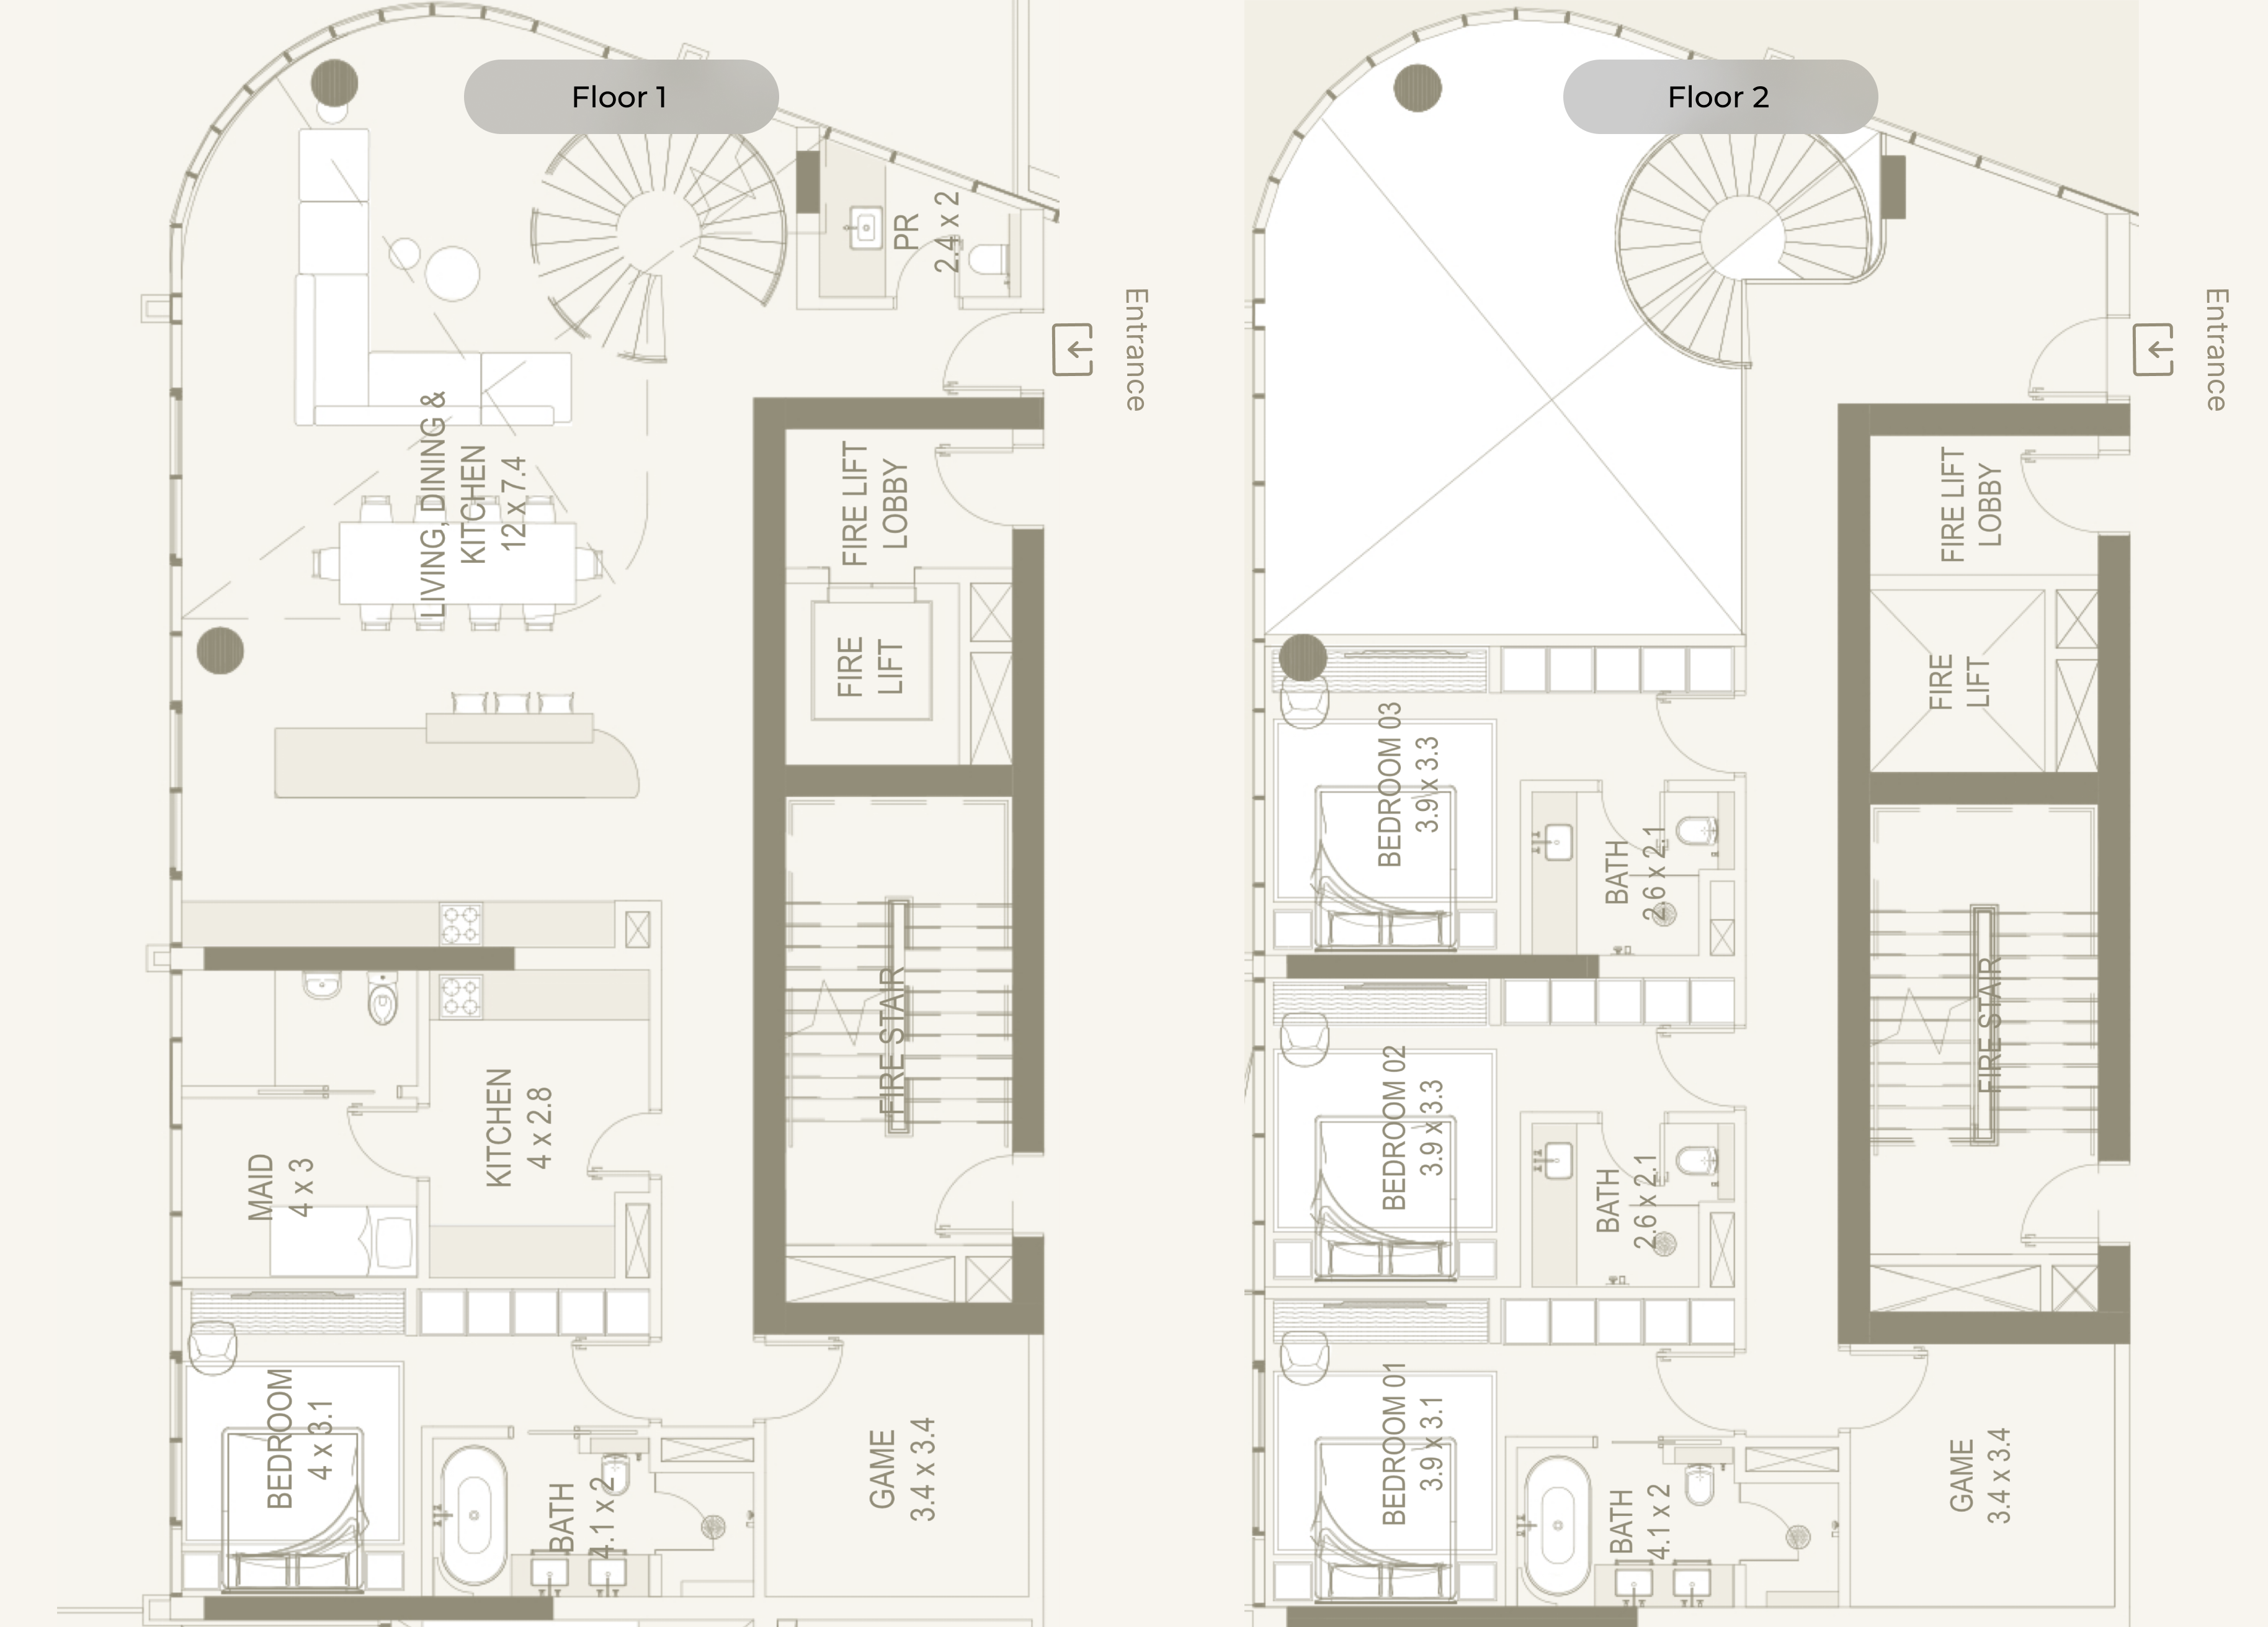 Floor 1
PR
2.4 x 2
Entrance
LIVING, DINING &
KITCHEN
12 x 7.4
FIRE LIFT
LOBBY
FIRE
LIFT
FIRE STAIR
KITCHEN
4 x 2.8
MAID
4 x 3
BEDROOM
4 x 3.1
BATH
4.1 x 2
GAME
3.4 x 3.4
Floor 2
Entrance
FIRE LIFT
LOBBY
FIRE
LIFT
BEDROOM 03
3.9 x 3.3
BATH
2.6 x 2.1
FIRE STAIR
BEDROOM 02
3.9 x 3.3
BATH
2.6 x 2.1
BEDROOM 01
3.9 x 3.1
BATH
4.1 x 2
GAME
3.4 x 3.4